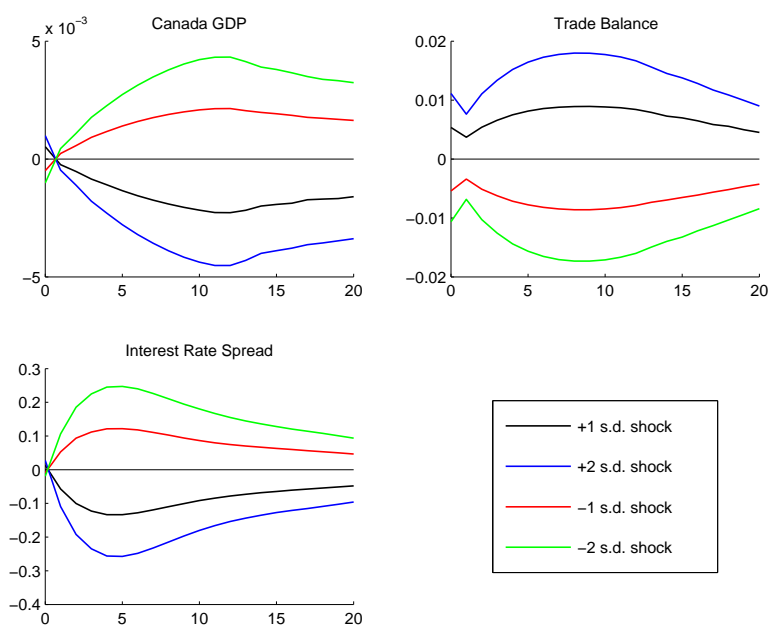 Canada GDP
x 10⁻³
5
0
−5
0 5 10 15 20
Trade Balance
0.02
0.01
0
−0.01
−0.02
0 5 10 15 20
Interest Rate Spread
0.3
0.2
0.1
0
−0.1
−0.2
−0.3
−0.4
0 5 10 15 20
+1 s.d. shock
+2 s.d. shock
−1 s.d. shock
−2 s.d. shock